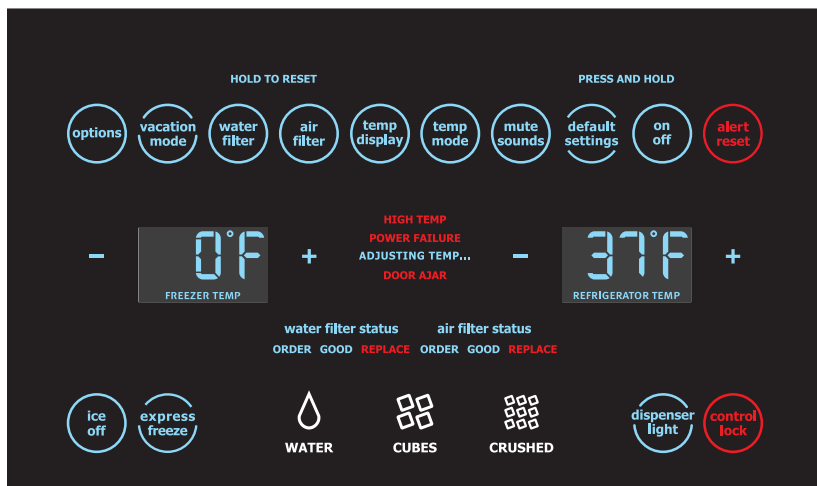 HOLD TO RESET
PRESS AND HOLD
options
vacation
mode
water
filter
air
filter
temp
display
temp
mode
mute
sounds
default
settings
on
off
alert
reset
HIGH TEMP
POWER FAILURE
ADJUSTING TEMP...
DOOR AJAR
−
0°F
FREEZER TEMP
+
−
37°F
REFRIGERATOR TEMP
+
water filter status
ORDER GOOD REPLACE
air filter status
ORDER GOOD REPLACE
ice
off
express
freeze
WATER
CUBES
CRUSHED
dispenser
light
control
lock